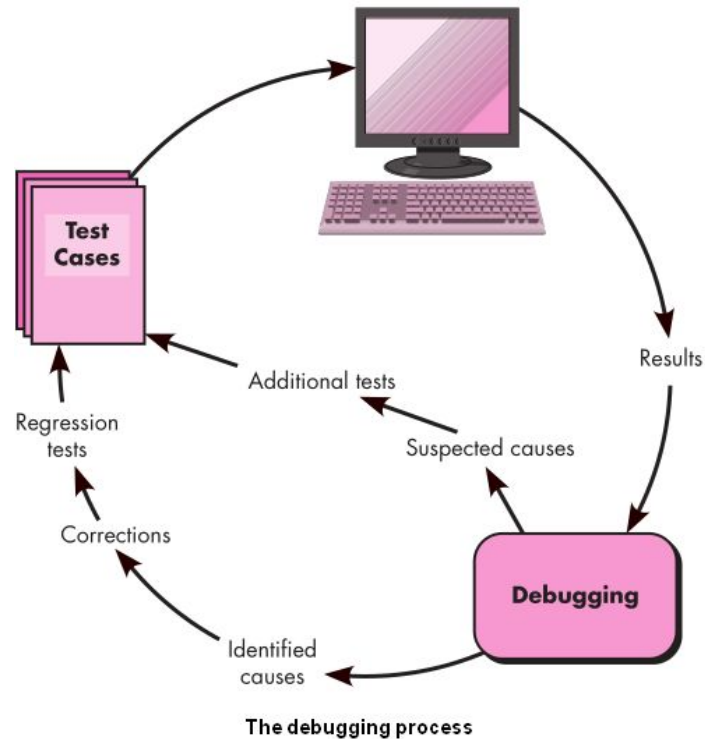 Test
Cases
Results
Additional tests
Suspected causes
Regression
tests
Corrections
Debugging
Identified
causes
The debugging process